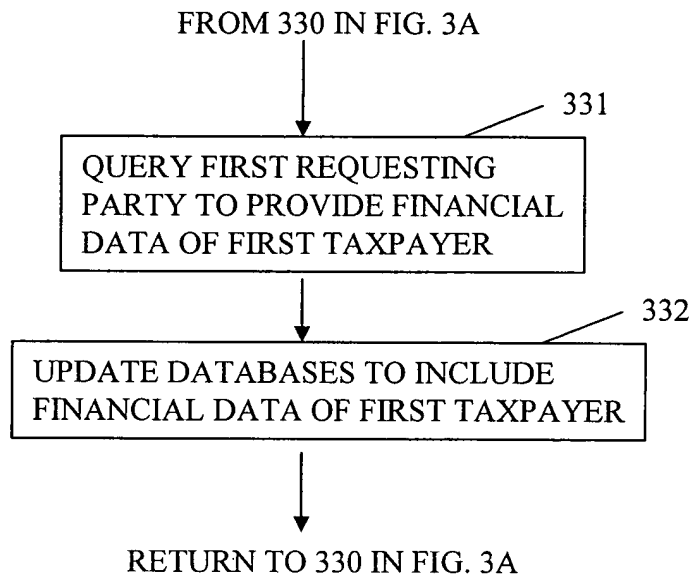 FROM 330 IN FIG. 3A
331
QUERY FIRST REQUESTING
PARTY TO PROVIDE FINANCIAL
DATA OF FIRST TAXPAYER
332
UPDATE DATABASES TO INCLUDE
FINANCIAL DATA OF FIRST TAXPAYER
RETURN TO 330 IN FIG. 3A